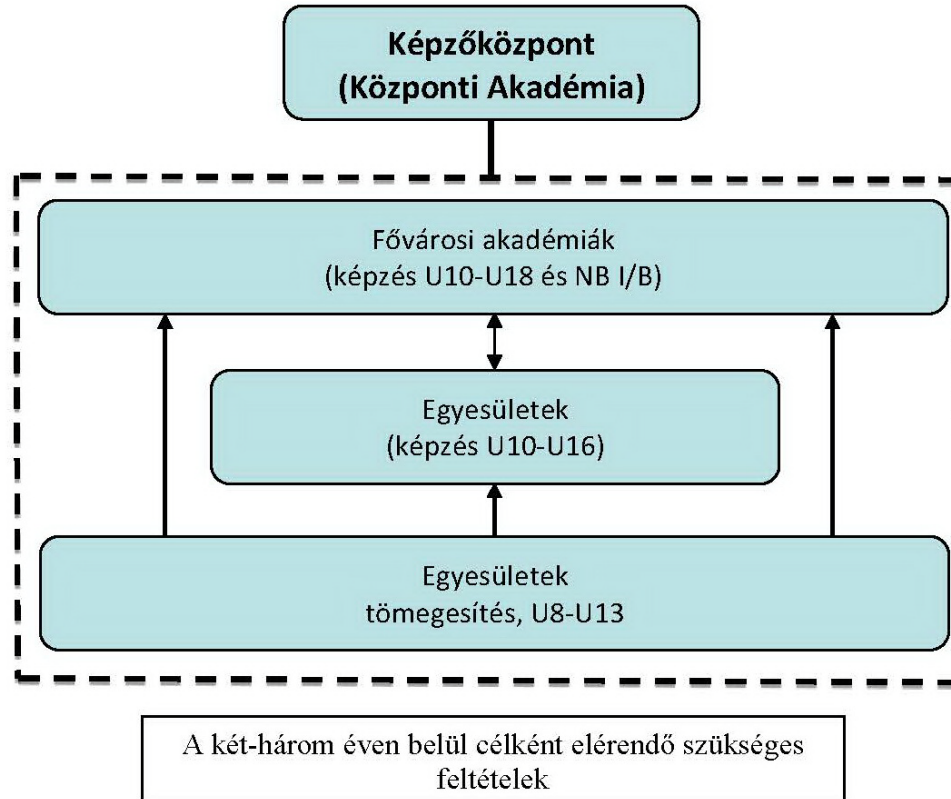 Képzőközpont
(Központi Akadémia)
Fővárosi akadémiák
(képzés U10-U18 és NB I/B)
Egyesületek
(képzés U10-U16)
Egyesületek
tömegesítés, U8-U13
A két-három éven belül célként elérendő szükséges
feltételek